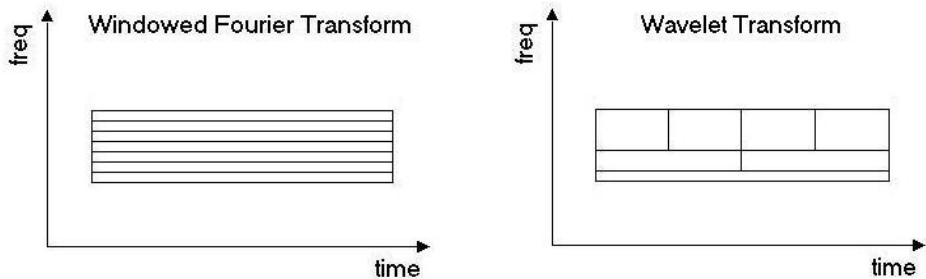 Windowed Fourier Transform
freq
time
Wavelet Transform
freq
time